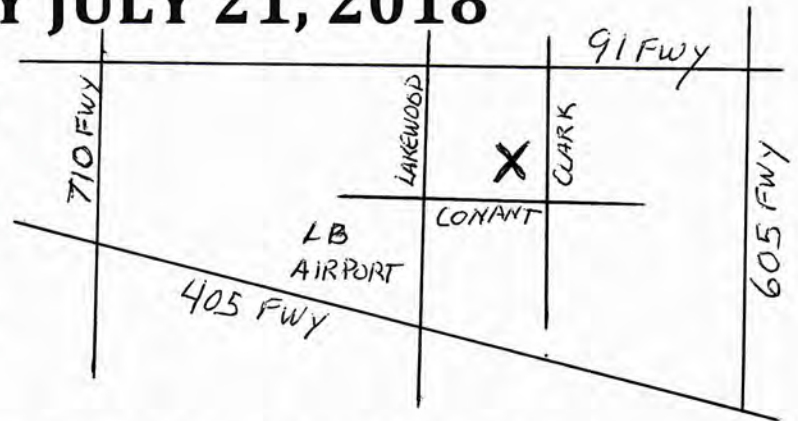 Y JULY 21, 2018
91 FWY
710 FWY
LAKEWOOD
CLARK
X
605 FWY
CONANT
LB
AIRPORT
405 FWY